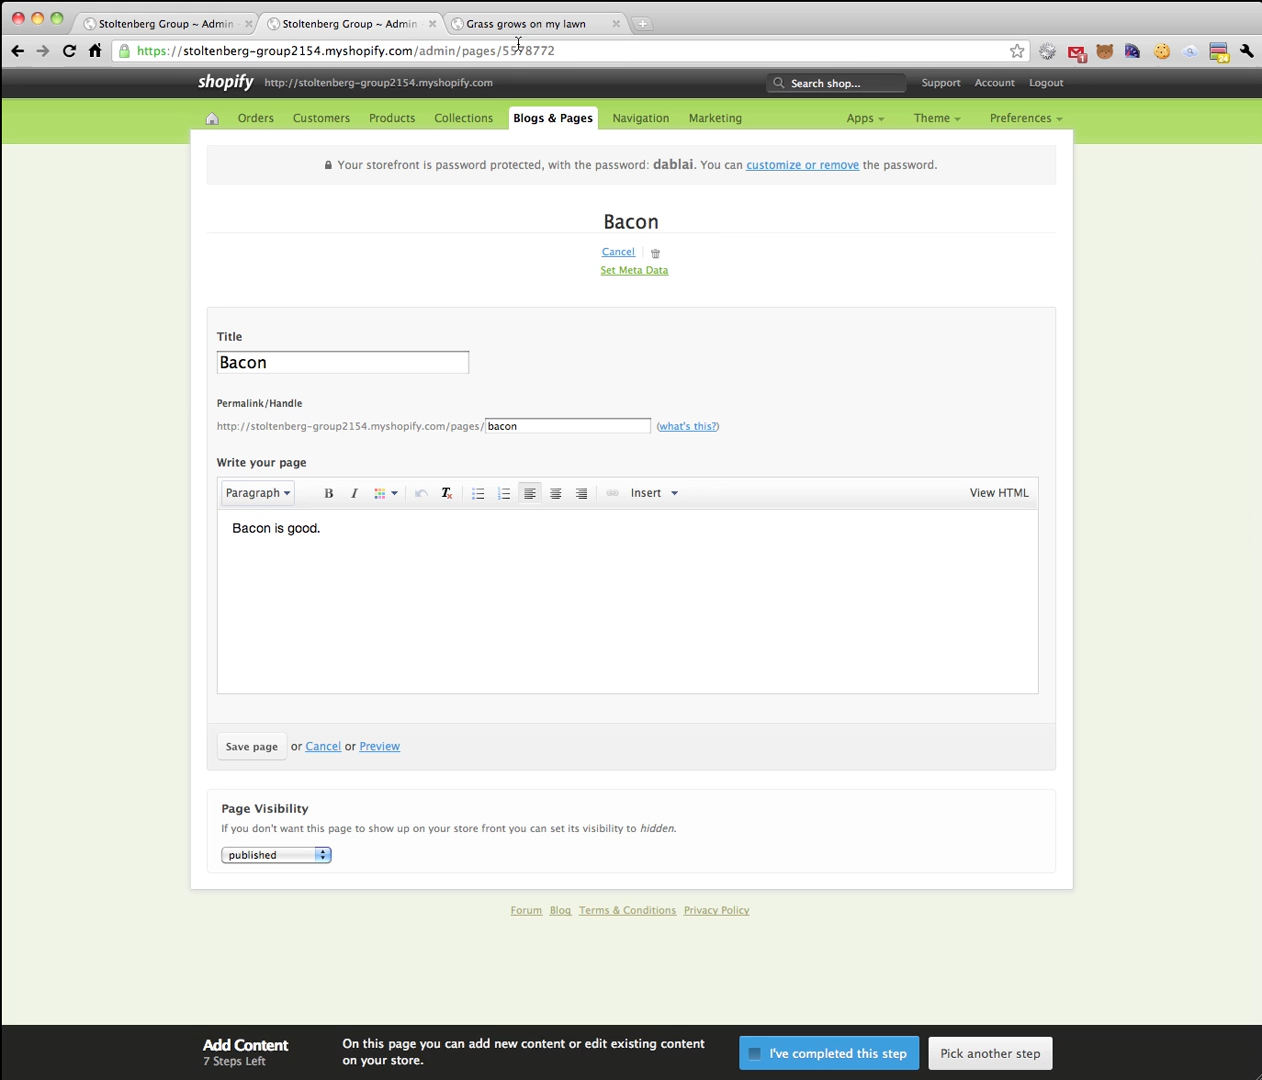 Stoltenberg Group ~ Admin
Stoltenberg Group ~ Admin
Grass grows on my lawn
https://stoltenberg-group2154.myshopify.com/admin/pages/5578772
1
24
shopify http://stoltenberg-group2154.myshopify.com Search shop... Support Account Logout
Orders Customers Products Collections Blogs & Pages Navigation Marketing Apps Theme Preferences
Your storefront is password protected, with the password: dablai. You can customize or remove the password.
Bacon
Cancel
Set Meta Data
Title
Bacon
Permalink/Handle
http://stoltenberg-group2154.myshopify.com/pages/ bacon (what's this?)
Write your page
Paragraph B I Tx Insert View HTML
Bacon is good.
Save page or Cancel or Preview
Page Visibility
If you don't want this page to show up on your store front you can set its visibility to hidden.
published
Forum Blog Terms & Conditions Privacy Policy
Add Content
7 Steps Left
On this page you can add new content or edit existing content
on your store.
I've completed this step
Pick another step